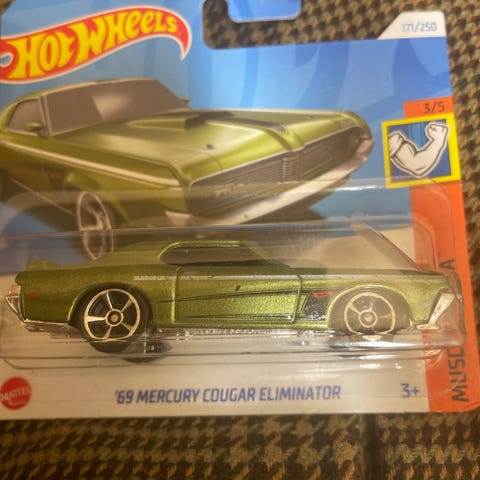 Hot Wheels
171/250
3/5
MATTEL
'69 MERCURY COUGAR ELIMINATOR
3+